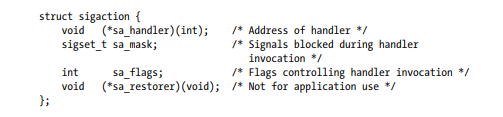 struct sigaction {
    void   (*sa_handler)(int);    /* Address of handler */
    sigset_t sa_mask;             /* Signals blocked during handler
                                     invocation */
    int      sa_flags;            /* Flags controlling handler invocation */
    void   (*sa_restorer)(void);  /* Not for application use */
};